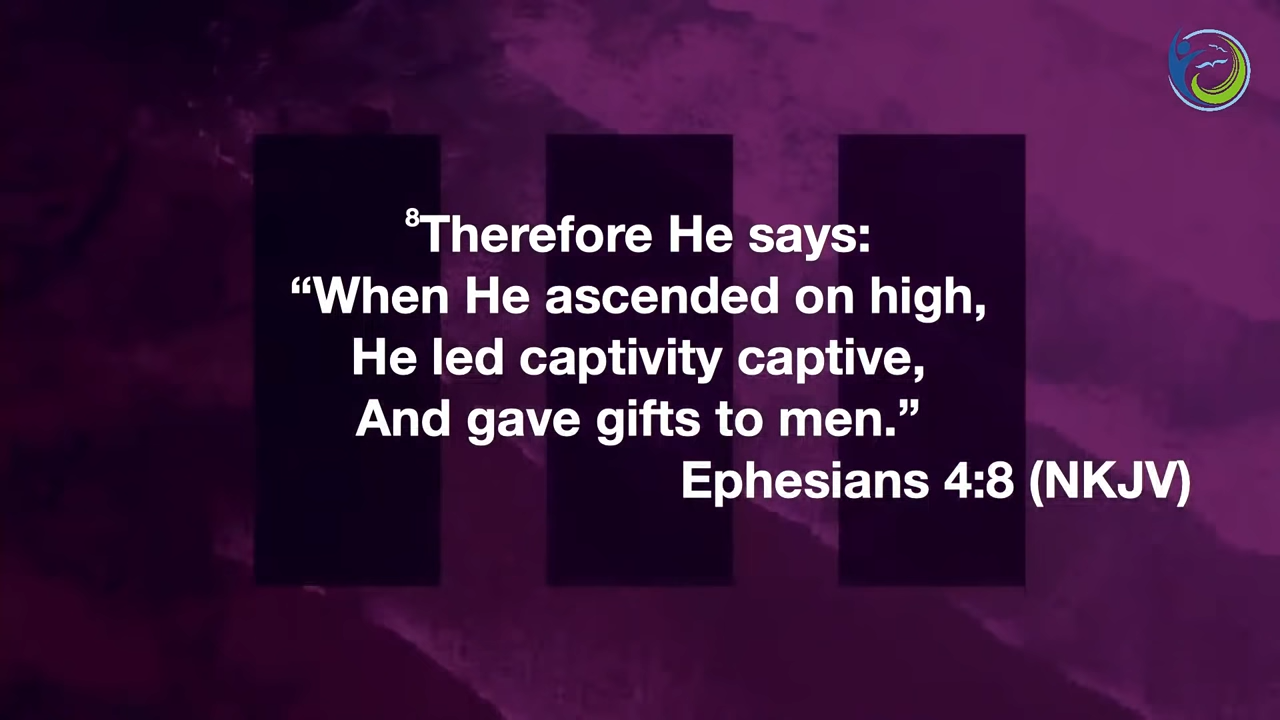 ⁸Therefore He says:
“When He ascended on high,
He led captivity captive,
And gave gifts to men.”
Ephesians 4:8 (NKJV)